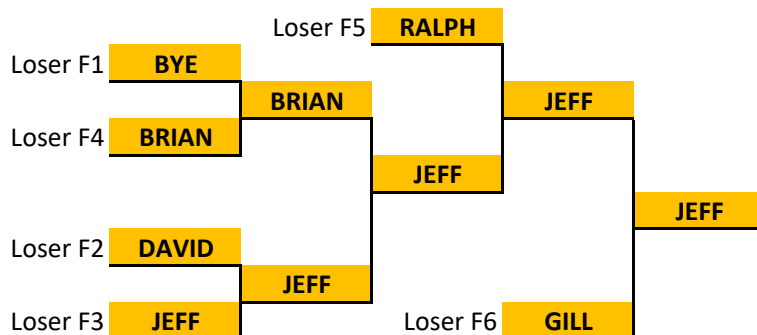 Loser F5 RALPH
Loser F1 BYE
BRIAN JEFF
Loser F4 BRIAN
JEFF
JEFF
Loser F2 DAVID
JEFF
Loser F3 JEFF Loser F6 GILL